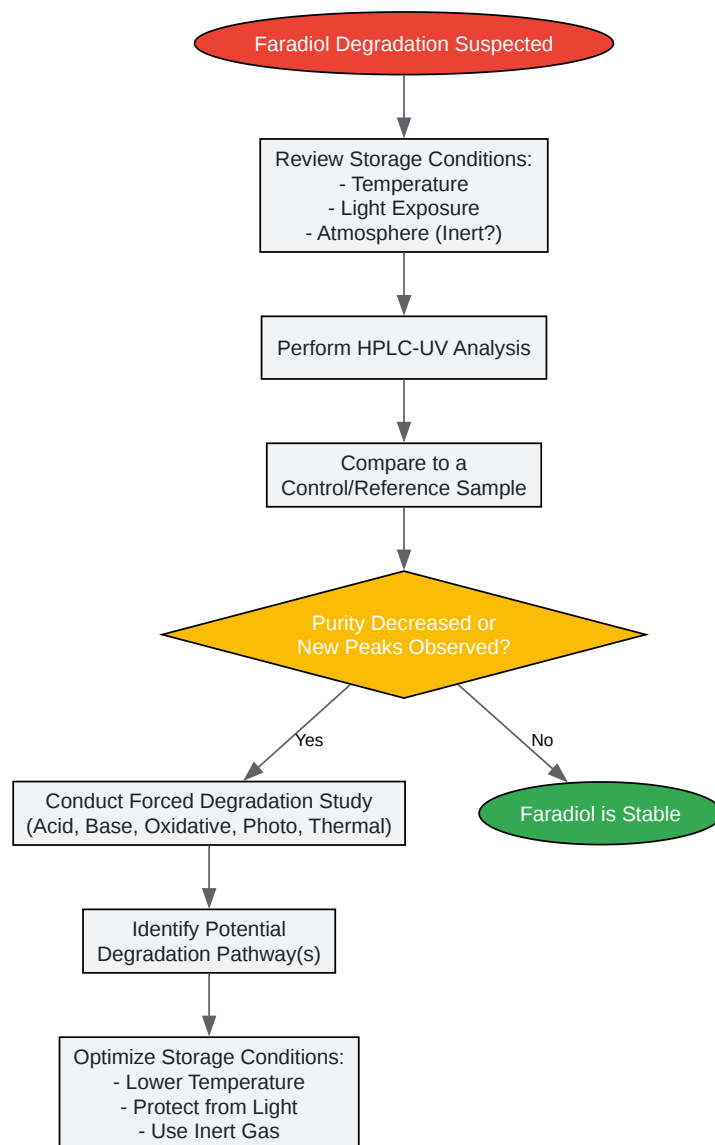 Faradiol Degradation Suspected
Review Storage Conditions:
- Temperature
- Light Exposure
- Atmosphere (Inert?)
Perform HPLC-UV Analysis
Compare to a
Control/Reference Sample
Purity Decreased or
New Peaks Observed?
Yes
No
Conduct Forced Degradation Study
(Acid, Base, Oxidative, Photo, Thermal)
Faradiol is Stable
Identify Potential
Degradation Pathway(s)
Optimize Storage Conditions:
- Lower Temperature
- Protect from Light
- Use Inert Gas